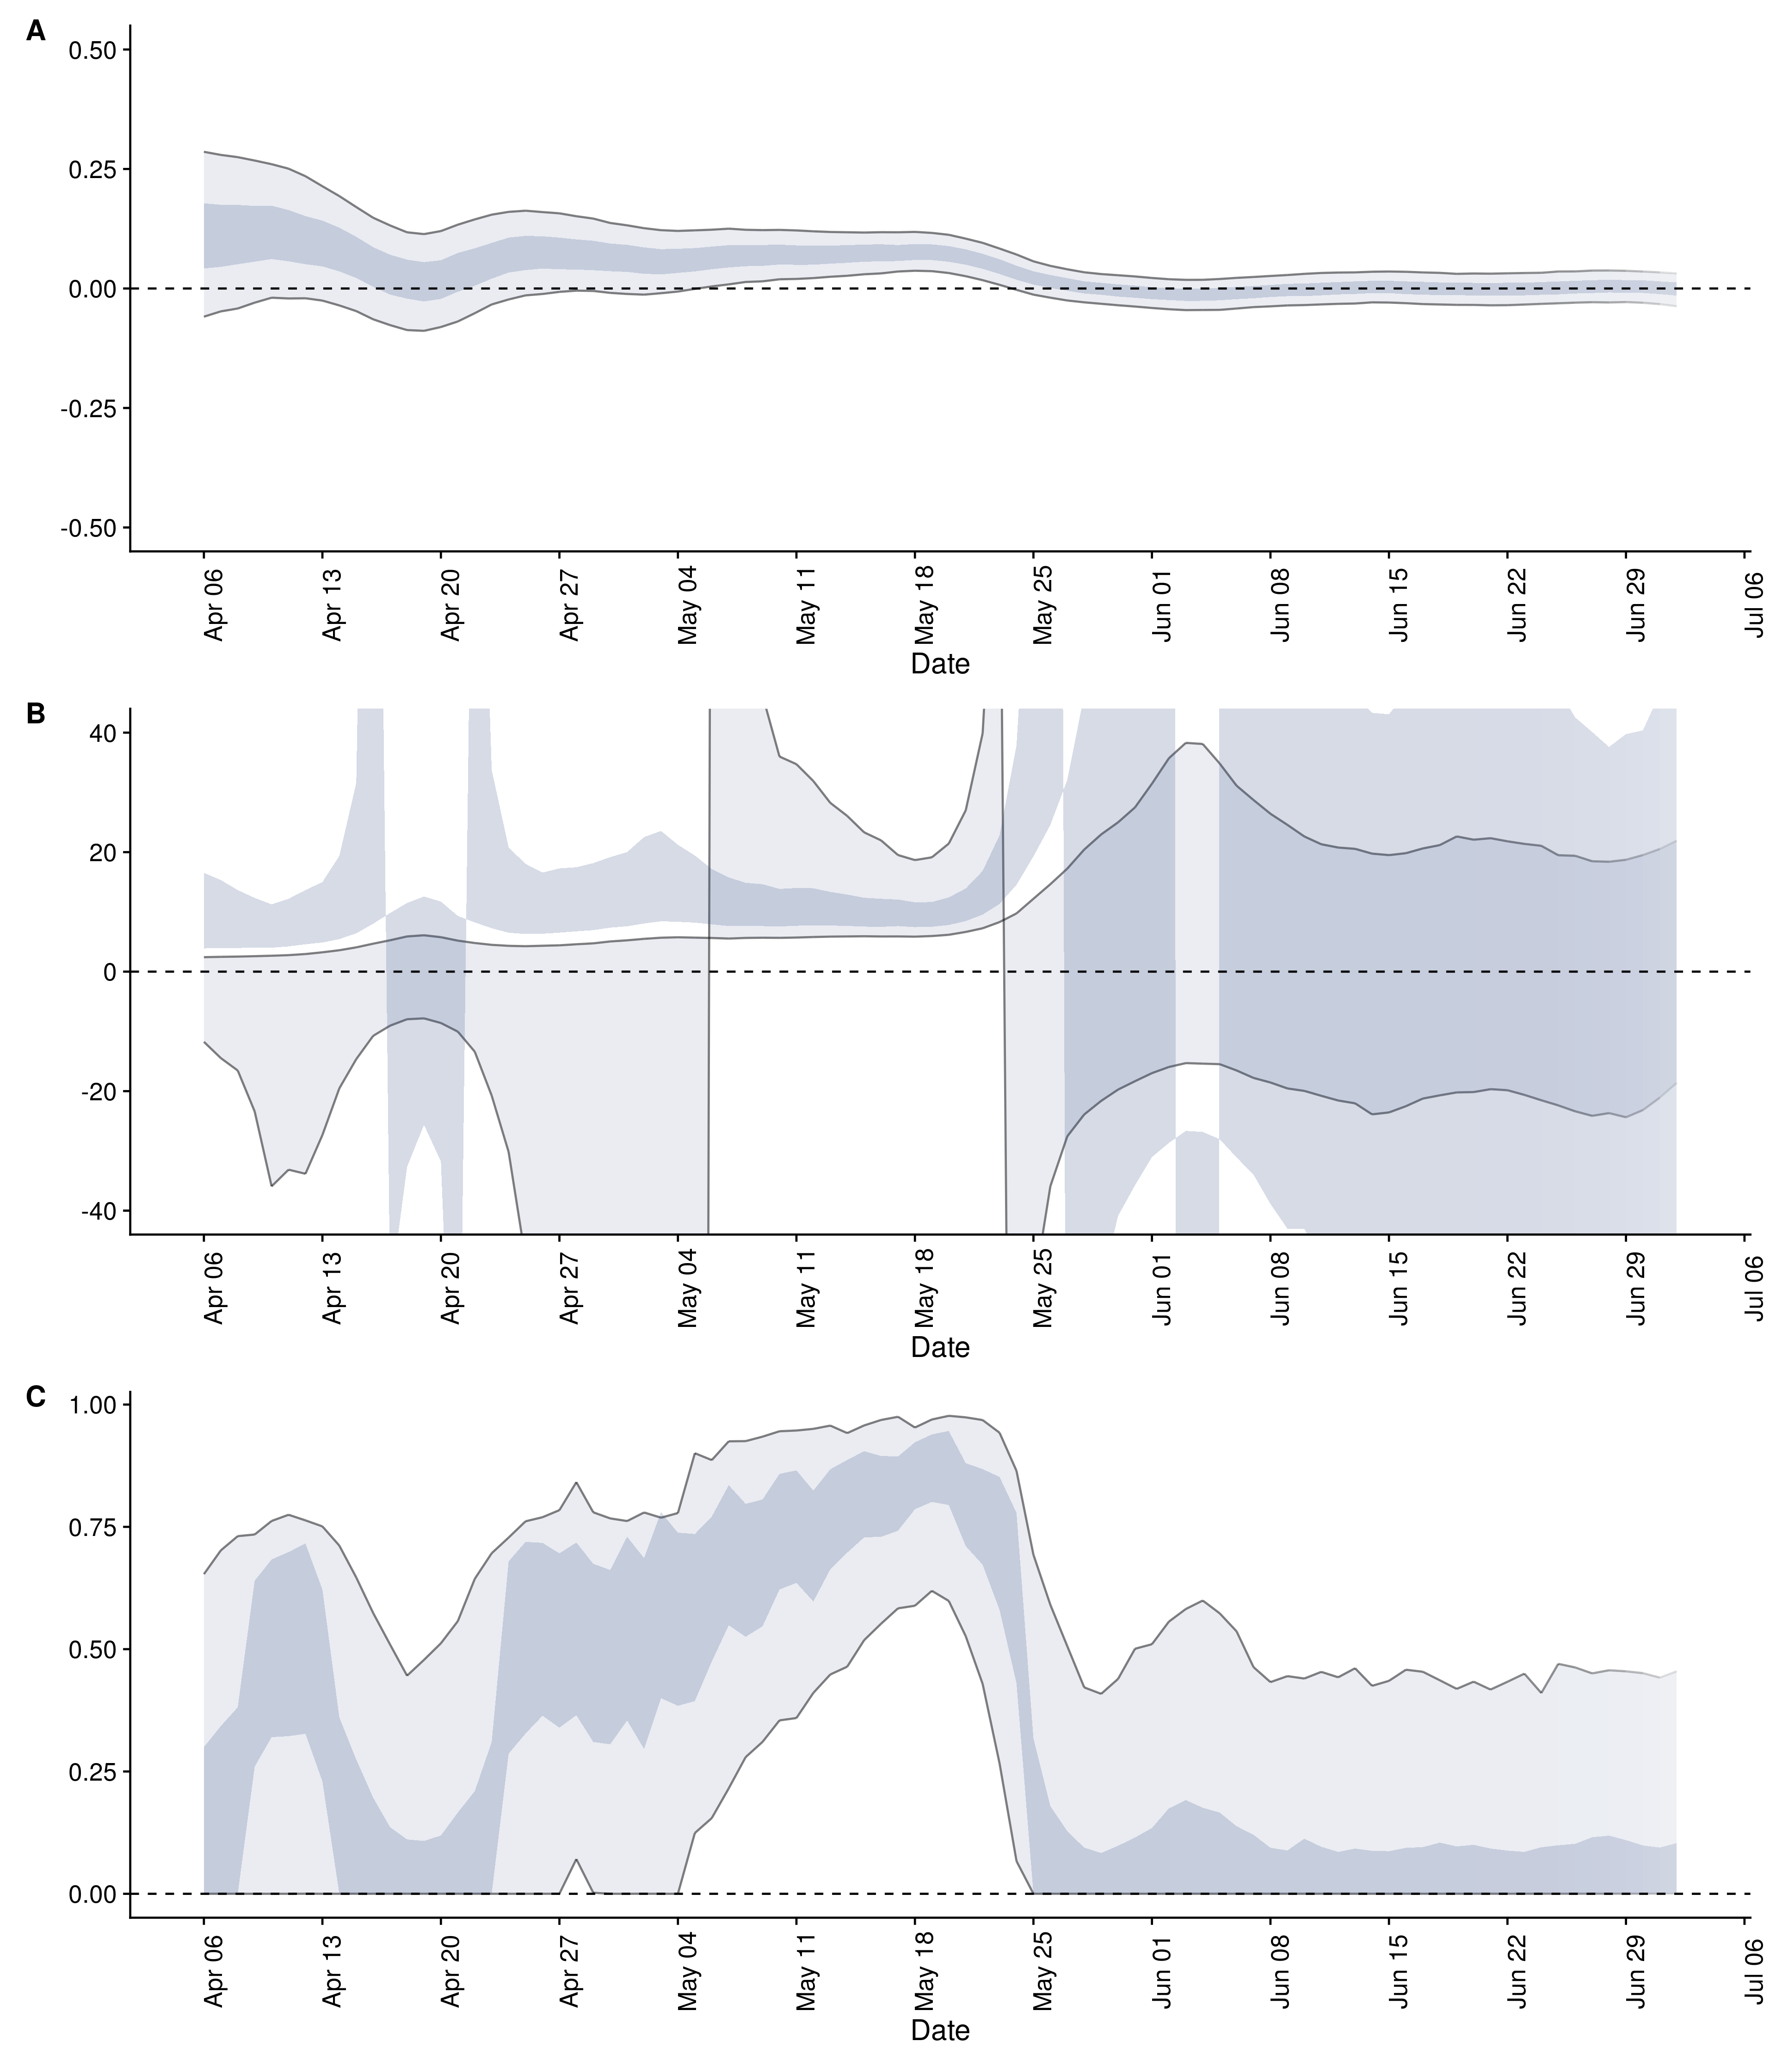 A
0.50
0.25
0.00
-0.25
-0.50
Apr 06
Apr 13
Apr 20
Apr 27
May 04
May 11
May 18
May 25
Jun 01
Jun 08
Jun 15
Jun 22
Jun 29
Jul 06
Date
B
40
20
0
-20
-40
Apr 06
Apr 13
Apr 20
Apr 27
May 04
May 11
May 18
May 25
Jun 01
Jun 08
Jun 15
Jun 22
Jun 29
Jul 06
Date
C
1.00
0.75
0.50
0.25
0.00
Apr 06
Apr 13
Apr 20
Apr 27
May 04
May 11
May 18
May 25
Jun 01
Jun 08
Jun 15
Jun 22
Jun 29
Jul 06
Date